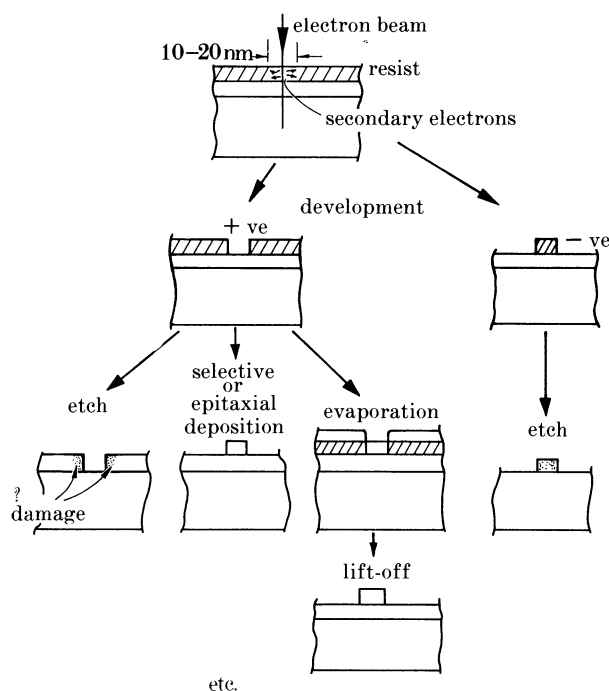 electron beam
10–20nm
resist
secondary electrons
development
+ ve
– ve
etch
selective
or
epitaxial
deposition
evaporation
etch
?
damage
lift-off
etc.